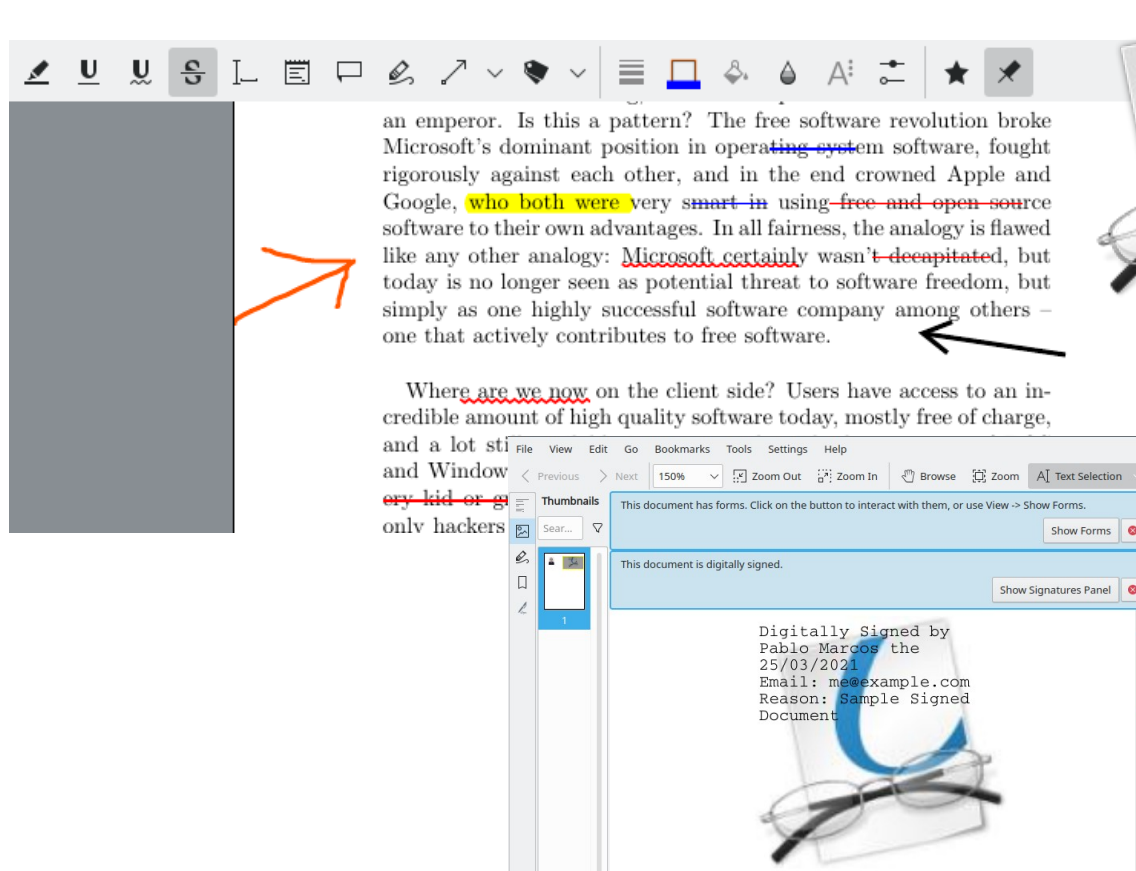 an emperor. Is this a pattern? The free software revolution broke
Microsoft's dominant position in operating system software, fought
rigorously against each other, and in the end crowned Apple and
Google, who both were very smart in using free and open source
software to their own advantages. In all fairness, the analogy is flawed
like any other analogy: Microsoft certainly wasn't decapitated, but
today is no longer seen as potential threat to software freedom, but
simply as one highly successful software company among others –
one that actively contributes to free software.
Where are we now on the client side? Users have access to an in-
credible amount of high quality software today, mostly free of charge,
and a lot sti
and Window
ery kid or g
only hackers
File View Edit Go Bookmarks Tools Settings Help
Previous Next 150% Zoom Out Zoom In Browse Zoom Text Selection
Thumbnails
Sear...
1
This document has forms. Click on the button to interact with them, or use View -> Show Forms.
Show Forms
This document is digitally signed.
Show Signatures Panel
Digitally Signed by
Pablo Marcos the
25/03/2021
Email: me@example.com
Reason: Sample Signed
Document